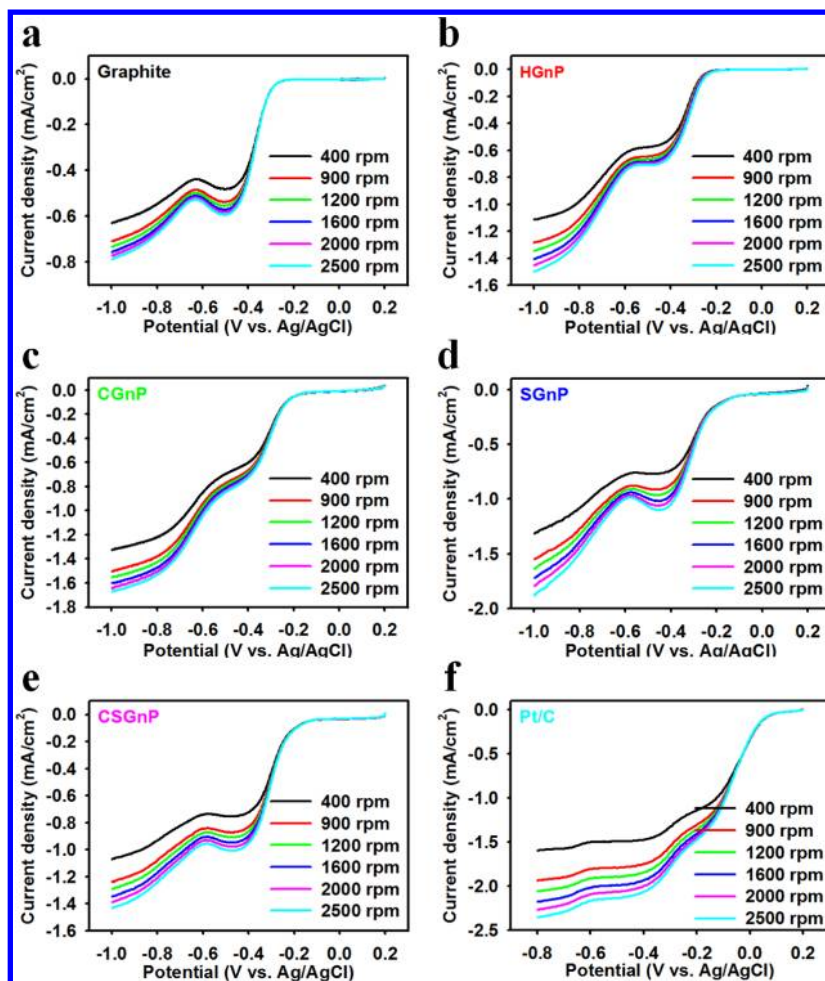 a
Graphite
Current density (mA/cm²)
0.0
-0.2
-0.4
-0.6
-0.8
400 rpm
900 rpm
1200 rpm
1600 rpm
2000 rpm
2500 rpm
-1.0 -0.8 -0.6 -0.4 -0.2 0.0 0.2
Potential (V vs. Ag/AgCl)
b
HGnP
Current density (mA/cm²)
0.0
-0.2
-0.4
-0.6
-0.8
-1.0
-1.2
-1.4
-1.6
400 rpm
900 rpm
1200 rpm
1600 rpm
2000 rpm
2500 rpm
-1.0 -0.8 -0.6 -0.4 -0.2 0.0 0.2
Potential (V vs. Ag/AgCl)
c
CGnP
Current density (mA/cm²)
0.0
-0.2
-0.4
-0.6
-0.8
-1.0
-1.2
-1.4
-1.6
-1.8
400 rpm
900 rpm
1200 rpm
1600 rpm
2000 rpm
2500 rpm
-1.0 -0.8 -0.6 -0.4 -0.2 0.0 0.2
Potential (V vs. Ag/AgCl)
d
SGnP
Current density (mA/cm²)
0.0
-0.5
-1.0
-1.5
-2.0
400 rpm
900 rpm
1200 rpm
1600 rpm
2000 rpm
2500 rpm
-1.0 -0.8 -0.6 -0.4 -0.2 0.0 0.2
Potential (V vs. Ag/AgCl)
e
CSGnP
Current density (mA/cm²)
0.0
-0.2
-0.4
-0.6
-0.8
-1.0
-1.2
-1.4
-1.6
400 rpm
900 rpm
1200 rpm
1600 rpm
2000 rpm
2500 rpm
-1.0 -0.8 -0.6 -0.4 -0.2 0.0 0.2
Potential (V vs. Ag/AgCl)
f
Pt/C
Current density (mA/cm²)
0.0
-0.5
-1.0
-1.5
-2.0
-2.5
400 rpm
900 rpm
1200 rpm
1600 rpm
2000 rpm
2500 rpm
-0.8 -0.6 -0.4 -0.2 0.0 0.2
Potential (V vs. Ag/AgCl)